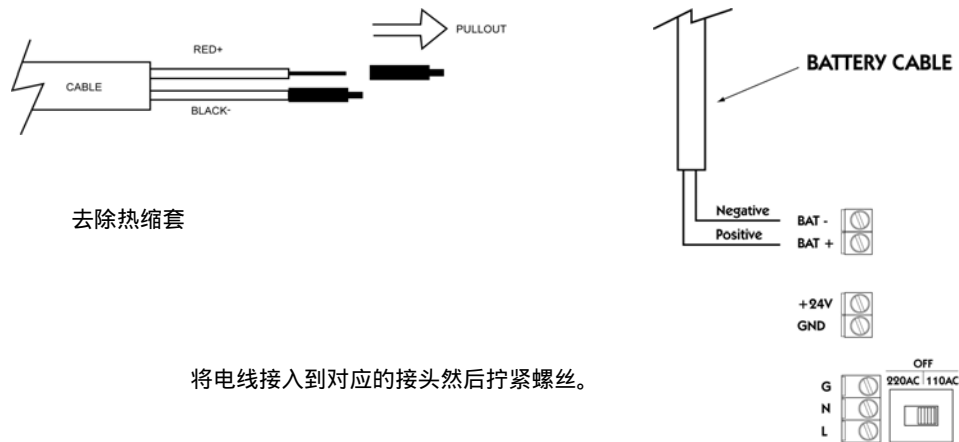 PULLOUT
RED+
CABLE
BLACK-
去除热缩套
将电线接入到对应的接头然后拧紧螺丝。
BATTERY CABLE
Negative BAT -
Positive BAT +
+24V
GND
OFF
220AC 110AC
G
N
L